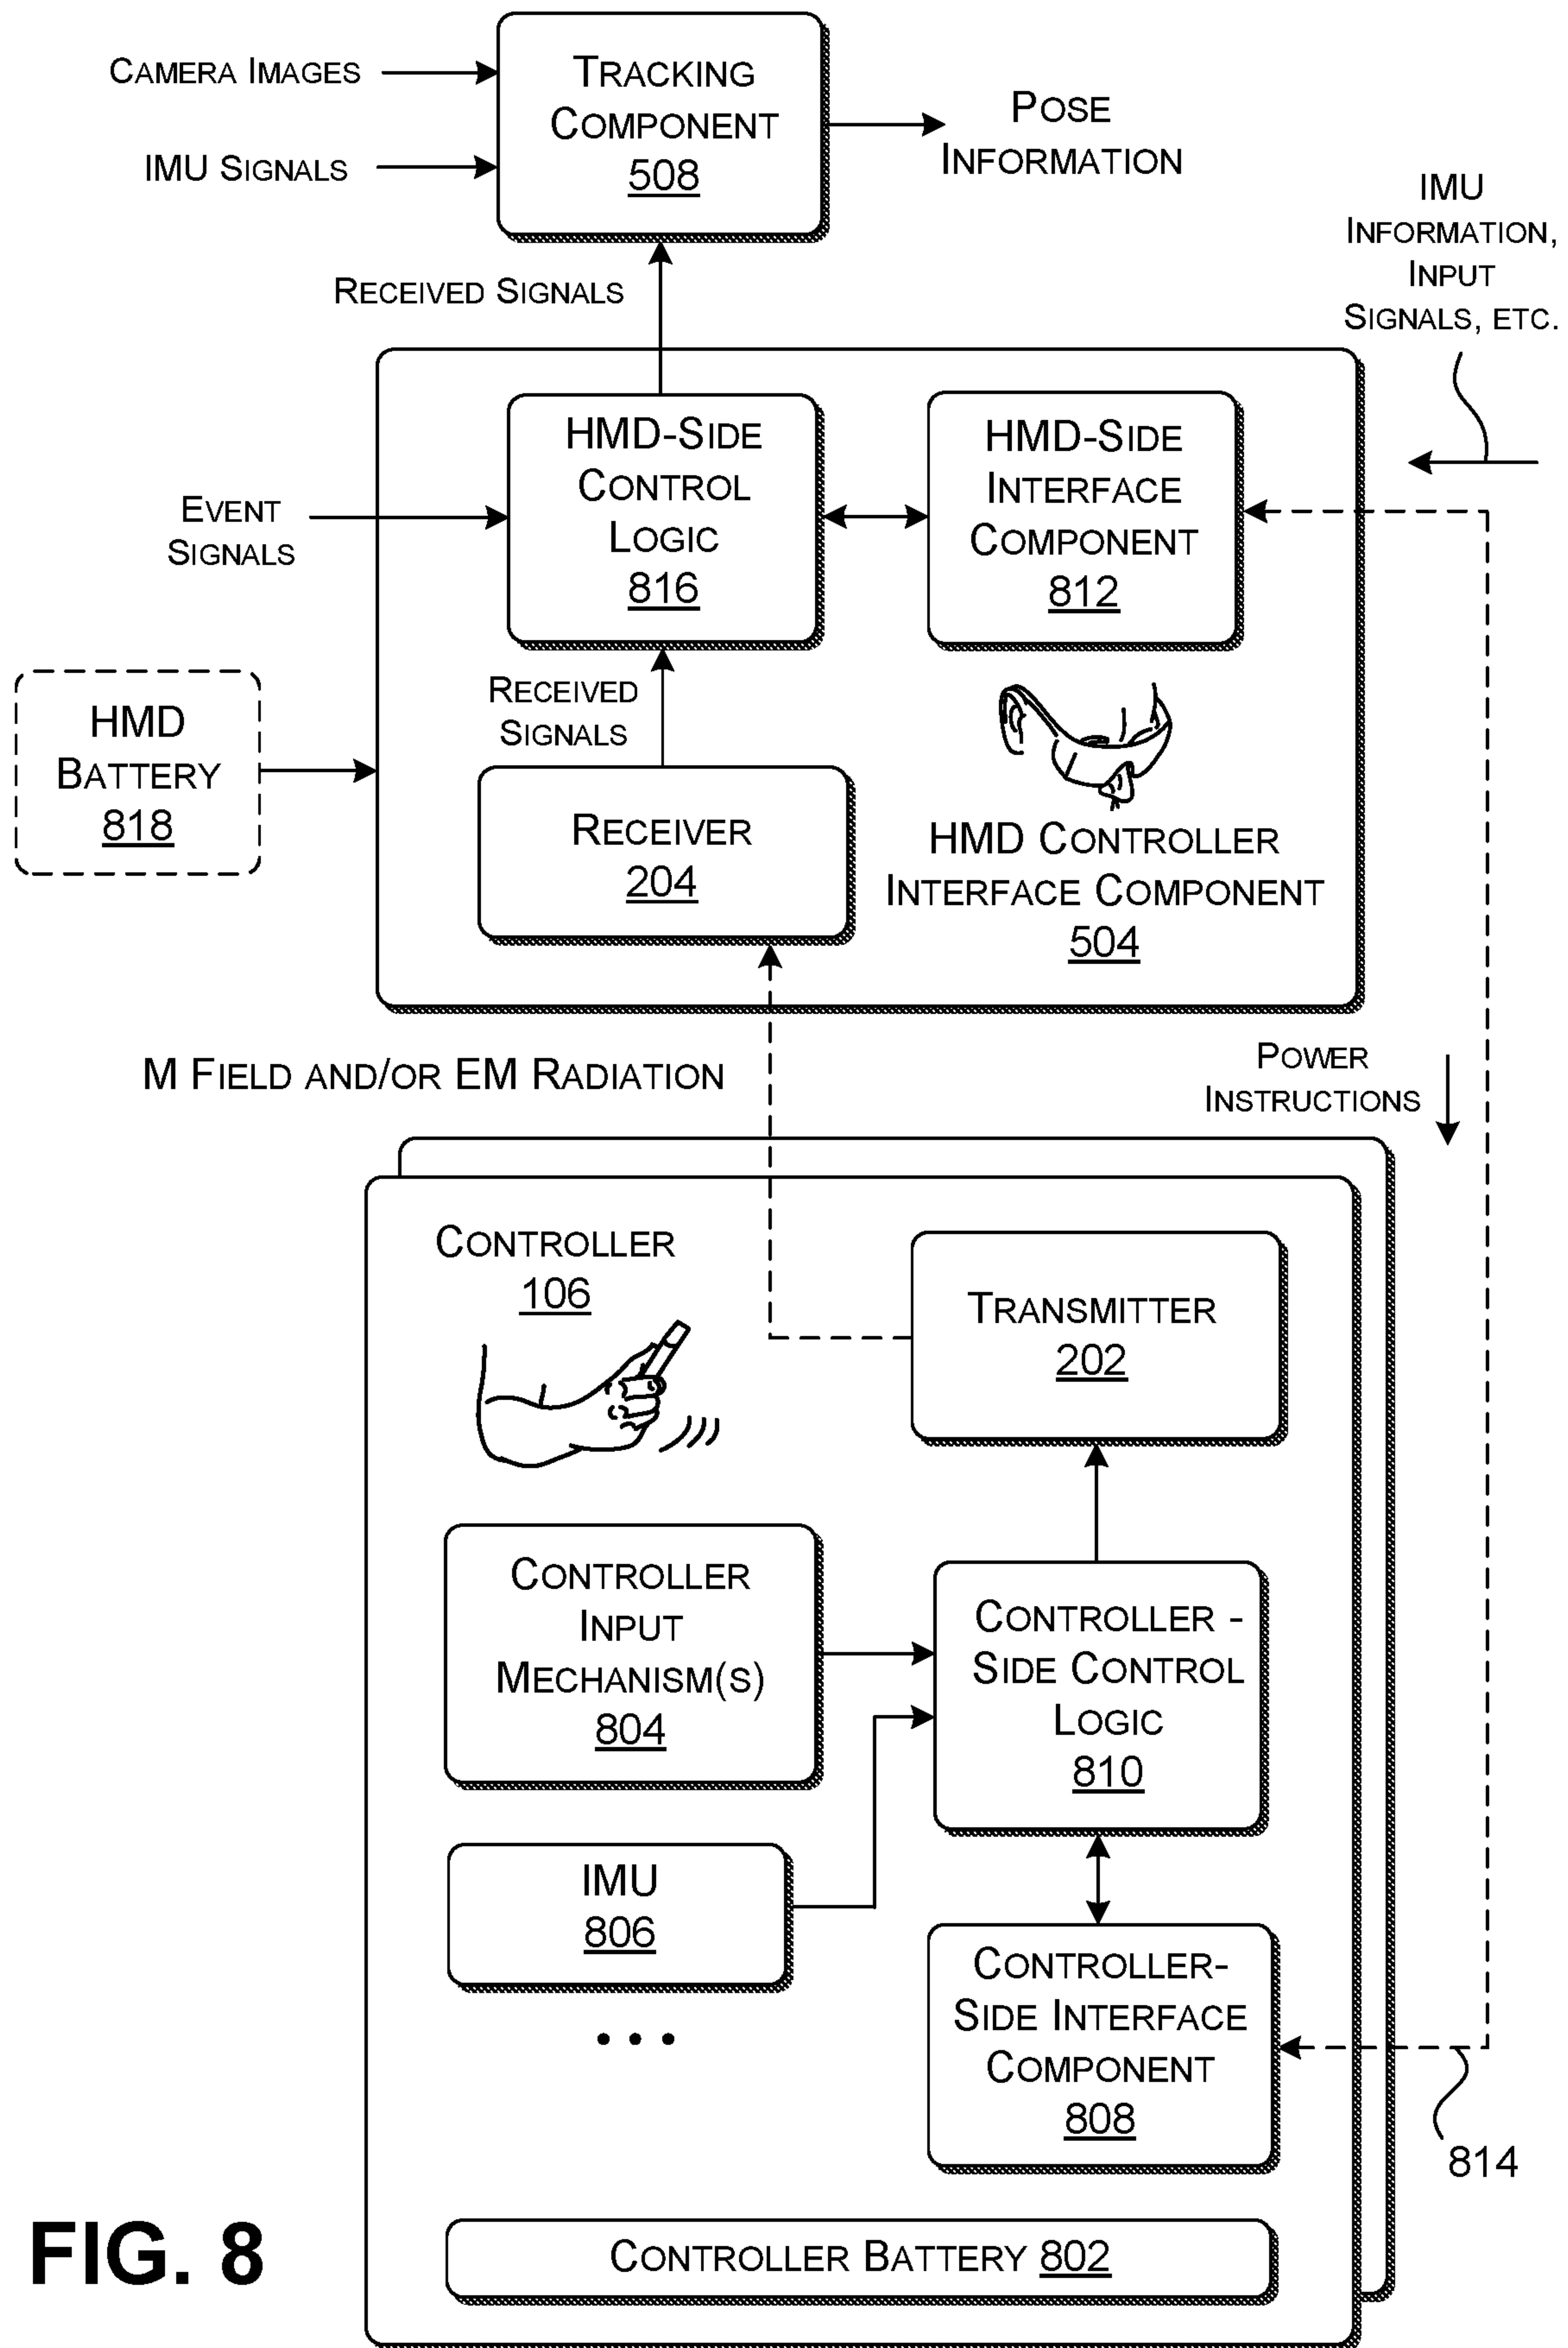 CAMERA IMAGES
IMU SIGNALS
TRACKING
COMPONENT
508
POSE
INFORMATION
IMU
INFORMATION,
INPUT
SIGNALS, ETC.
RECEIVED SIGNALS
EVENT
SIGNALS
HMD-SIDE
CONTROL
LOGIC
816
HMD-SIDE
INTERFACE
COMPONENT
812
HMD
BATTERY
818
RECEIVED
SIGNALS
RECEIVER
204
HMD CONTROLLER
INTERFACE COMPONENT
504
M FIELD AND/OR EM RADIATION
POWER
INSTRUCTIONS
CONTROLLER
106
TRANSMITTER
202
CONTROLLER
INPUT
MECHANISM(S)
804
CONTROLLER -
SIDE CONTROL
LOGIC
810
IMU
806
• • •
CONTROLLER-
SIDE INTERFACE
COMPONENT
808
814
CONTROLLER BATTERY 802
FIG. 8